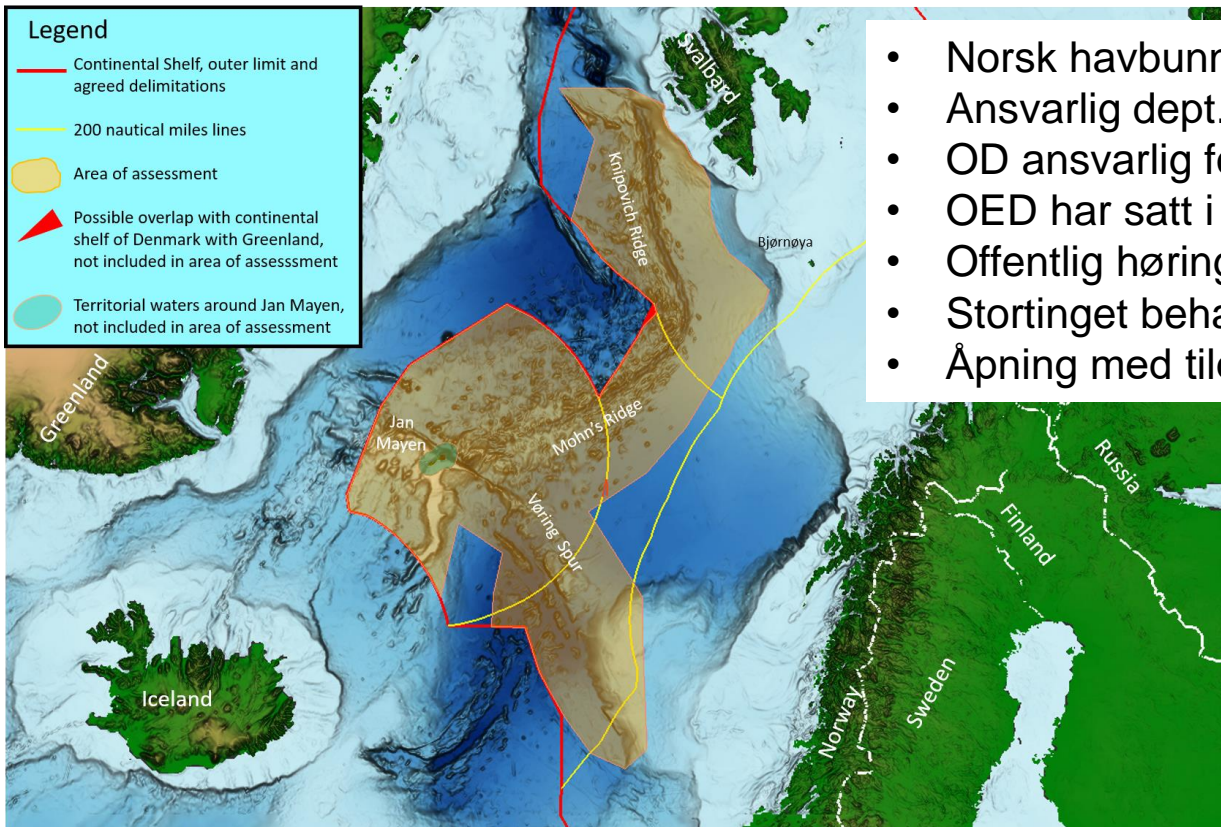 Legend
Continental Shelf, outer limit and
agreed delimitations
200 nautical miles lines
Area of assessment
Possible overlap with continental
shelf of Denmark with Greenland,
not included in area of assesssment
Territorial waters around Jan Mayen,
not included in area of assessment
• Norsk havbunn
• Ansvarlig dept.
• OD ansvarlig fo
• OED har satt i
• Offentlig høring
• Stortinget beha
• Åpning med tild
Svalbard
Knipovich Ridge
Bjørnøya
Greenland
Jan
Mayen
Mohn's Ridge
Vøring Spur
Iceland
Norway
Sweden
Finland
Russia